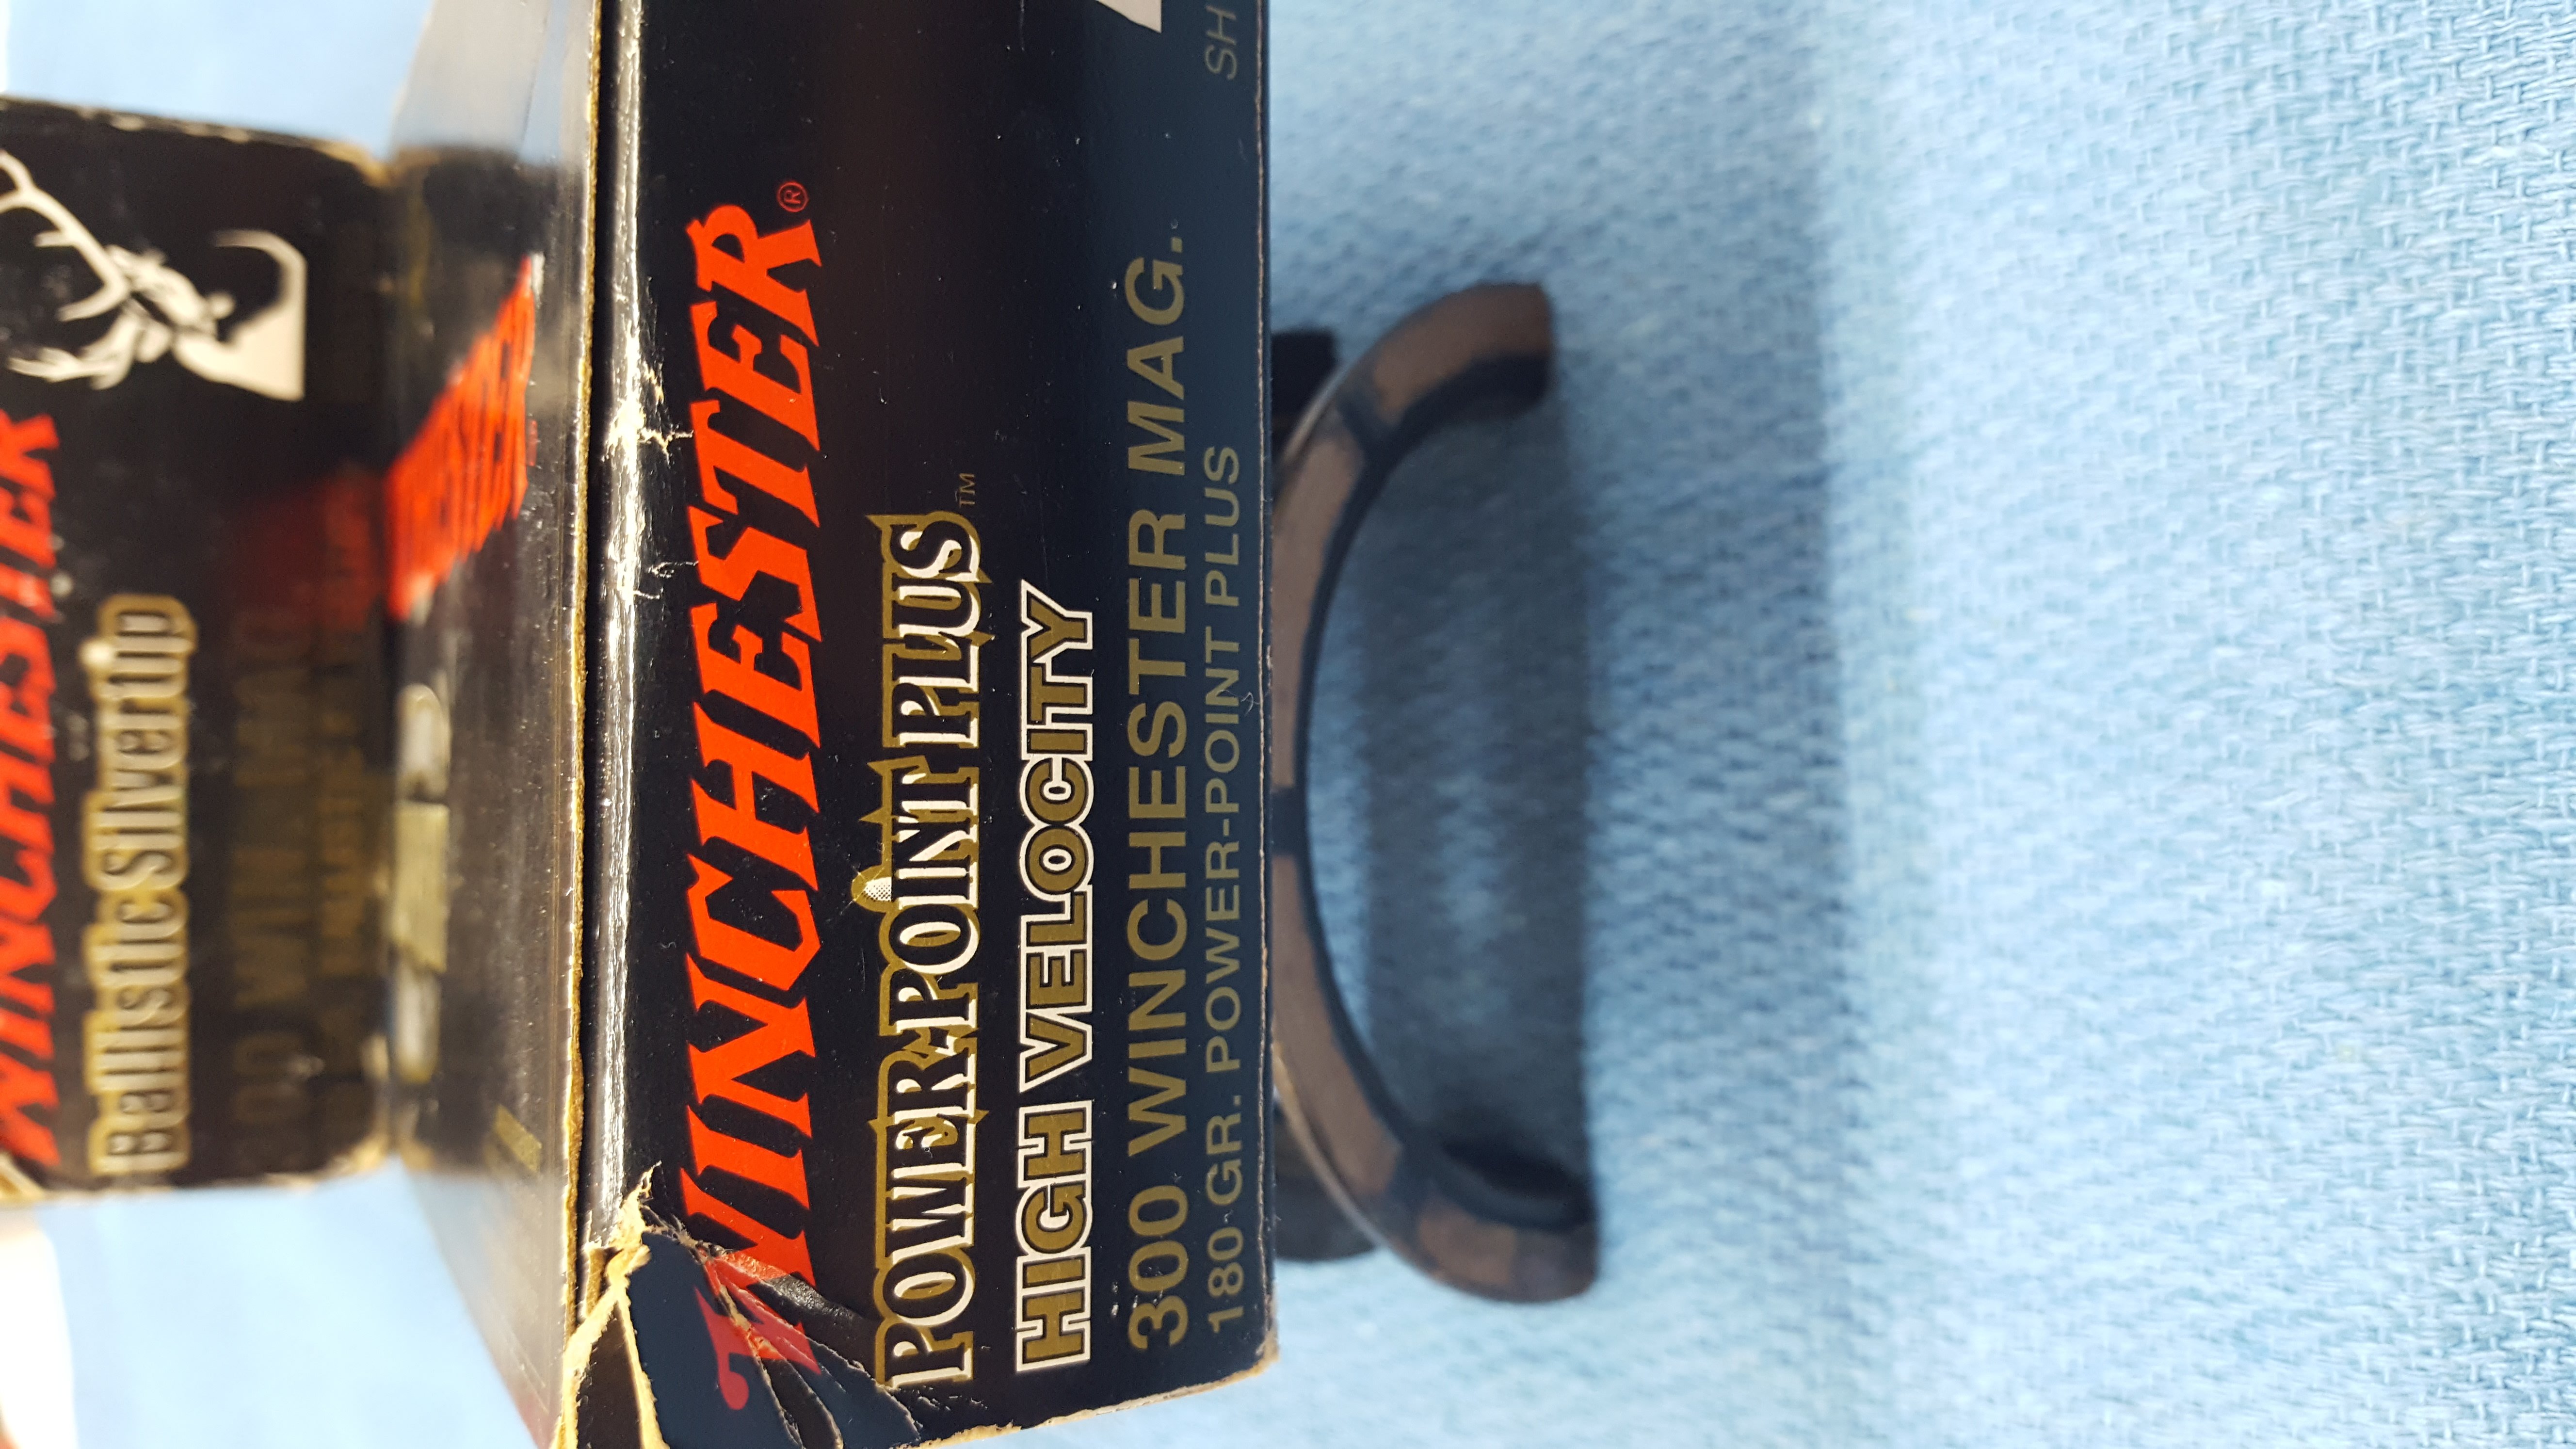 WINCHESTER
Ballistic Silvertip
WINCHESTER®
POWER-POINT PLUS™
HIGH VELOCITY
300 WINCHESTER MAG.
180 GR. POWER-POINT PLUS
SH